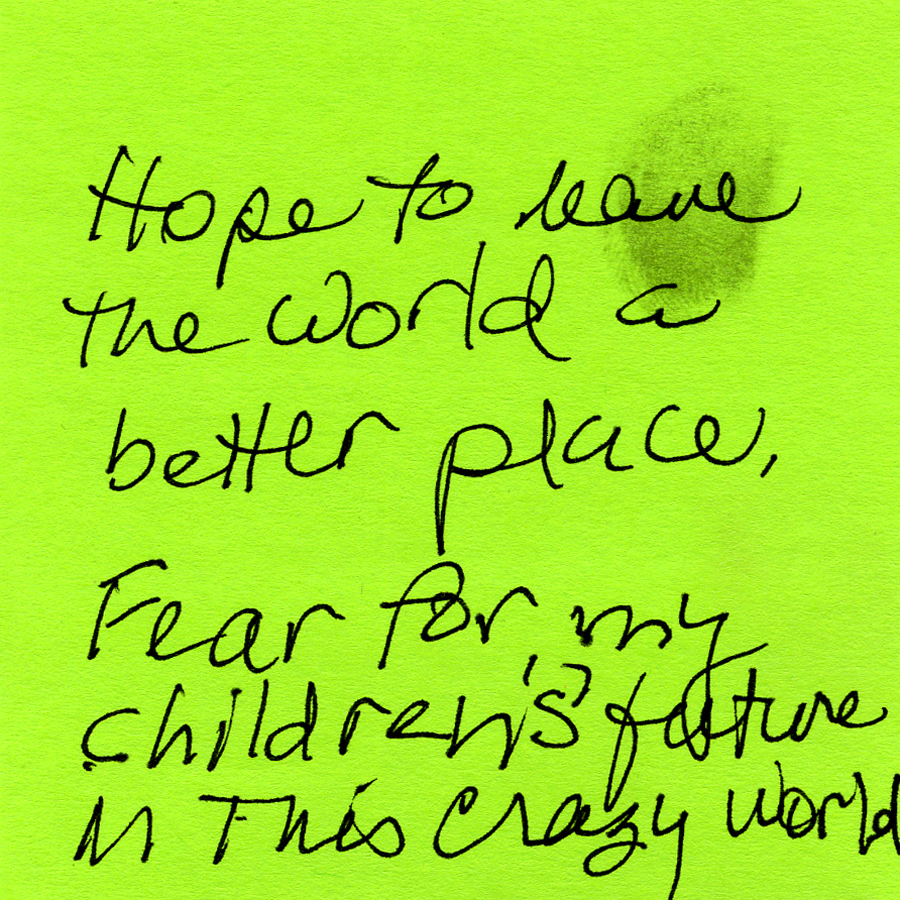 Hope to leave
the world a
better place,
Fear for my
children's future
in This Crazy world